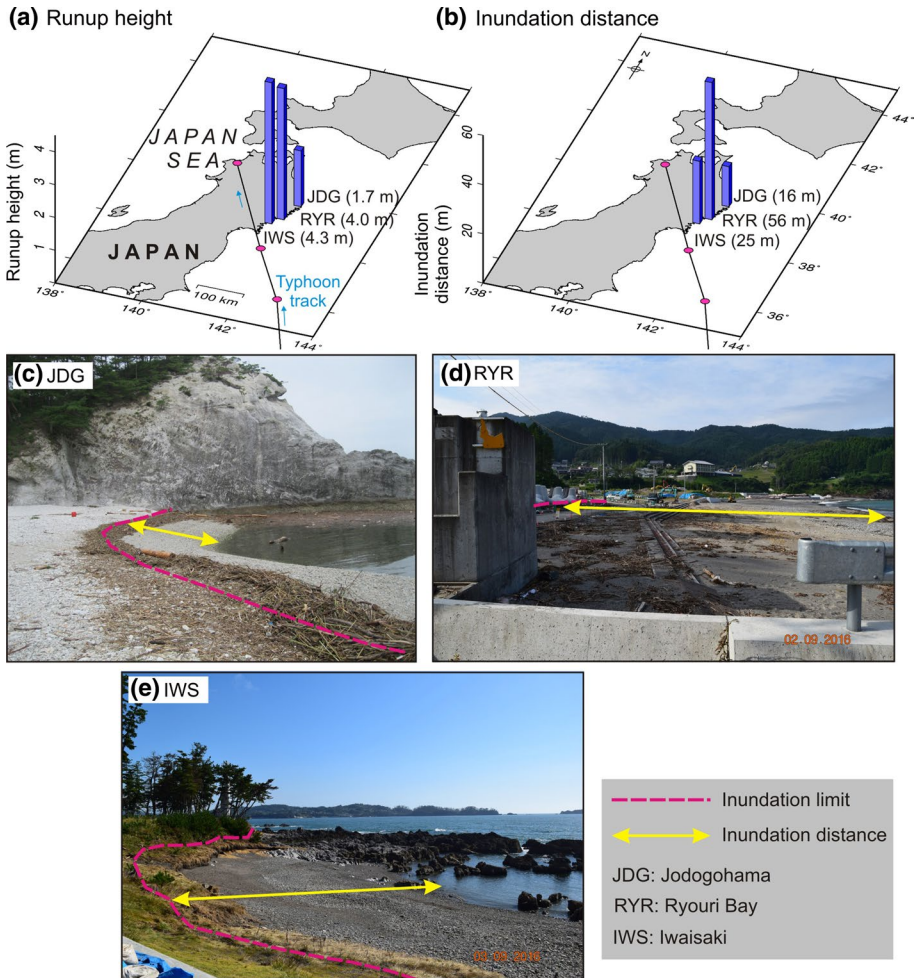 (a) Runup height
(b) Inundation distance
N
JAPAN
SEA
JAPAN
Runup height (m)
4
3
2
1
JDG (1.7 m)
RYR (4.0 m)
IWS (4.3 m)
Typhoon
track
100 km
138°
140°
142°
144°
Inundation
distance (m)
60
40
20
JDG (16 m)
RYR (56 m)
IWS (25 m)
138°
140°
142°
144°
36°
38°
40°
42°
44°
(c) JDG
(d) RYR
02.09.2016
(e) IWS
Inundation limit
Inundation distance
JDG: Jodogohama
RYR: Ryouri Bay
IWS: Iwaisaki